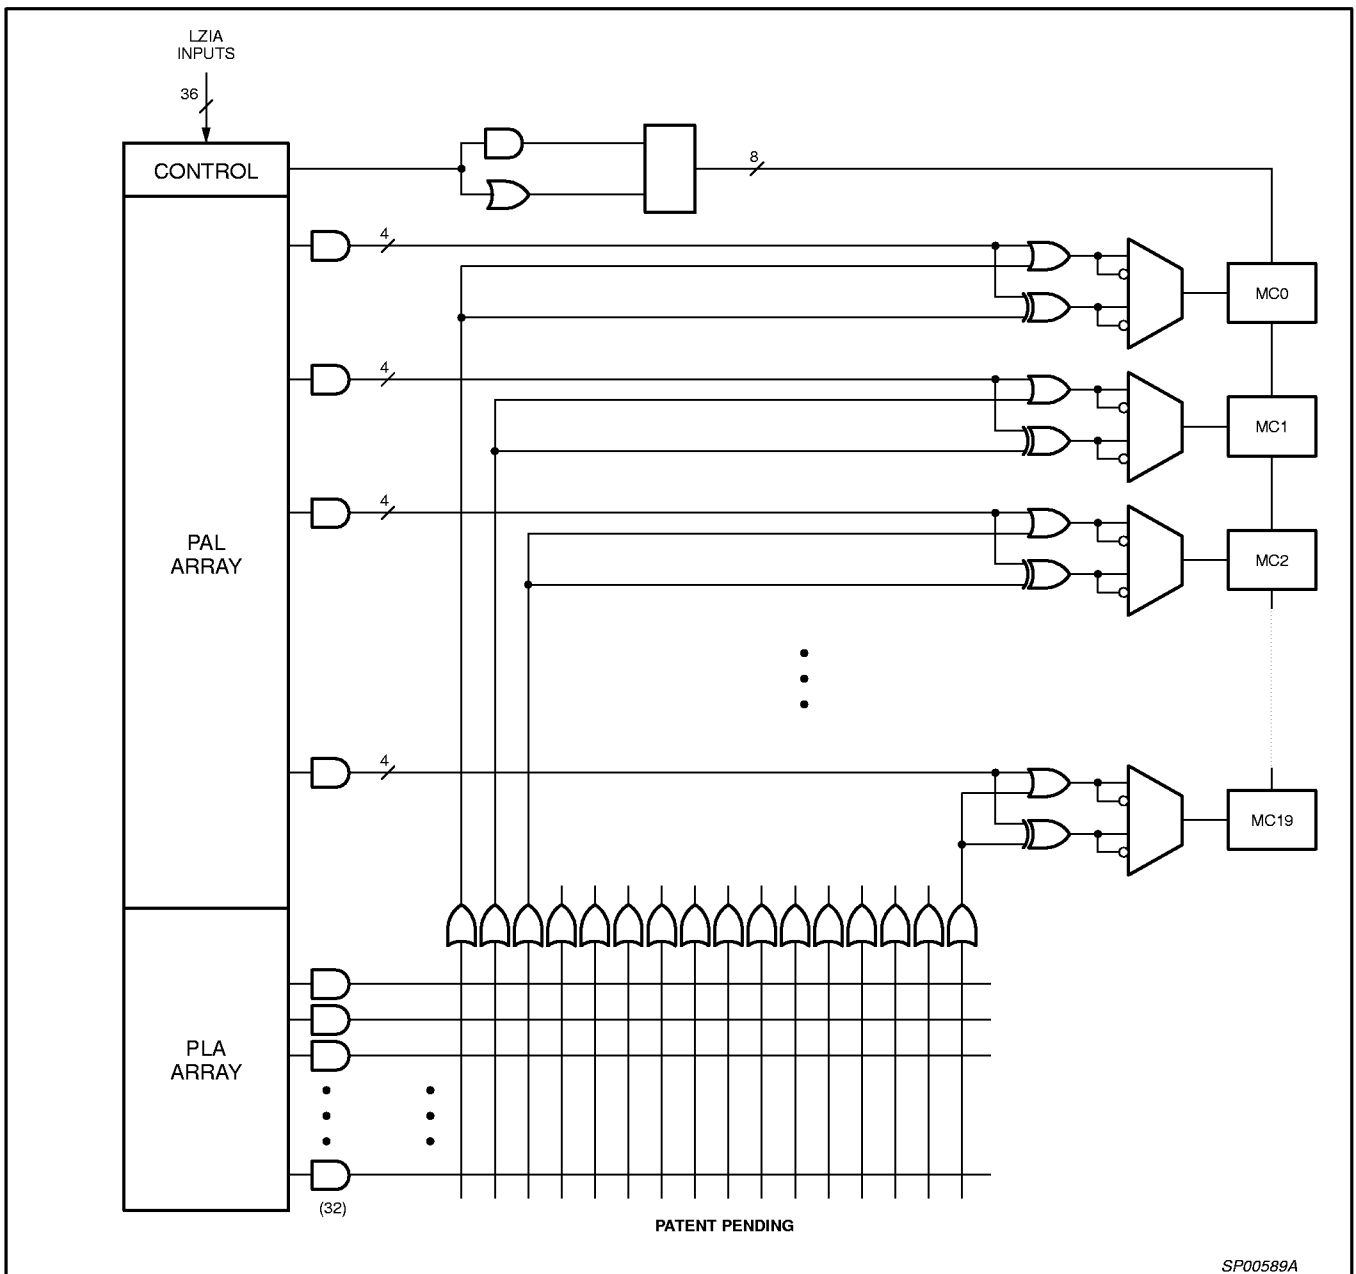 LZIA
INPUTS
36
CONTROL
8
4
MC0
4
MC1
4
PAL
ARRAY
MC2
4
MC19
PLA
ARRAY
(32)
PATENT PENDING
SP00589A